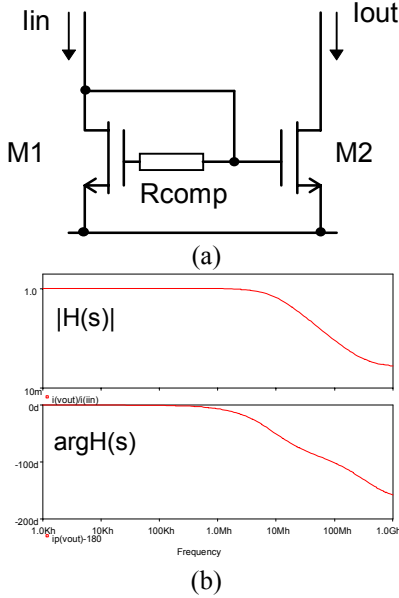 Iin
Iout
M1
M2
Rcomp
(a)
1.0
|H(s)|
10m
i(vout)/i(iin)
0d
argH(s)
-100d
-200d
1.0Kh 10Kh 100Kh 1.0Mh 10Mh 100Mh 1.0Gh
ip(vout)-180
Frequency
(b)